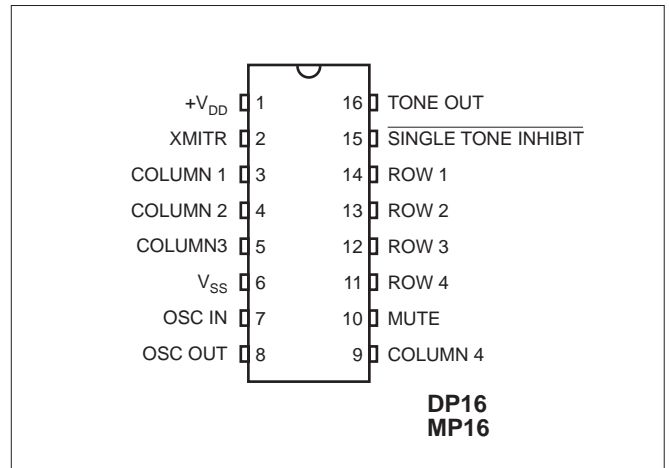 +VDD 1 16 TONE OUT
XMITR 2 15 SINGLE TONE INHIBIT
COLUMN 1 3 14 ROW 1
COLUMN 2 4 13 ROW 2
COLUMN3 5 12 ROW 3
VSS 6 11 ROW 4
OSC IN 7 10 MUTE
OSC OUT 8 9 COLUMN 4
DP16
MP16